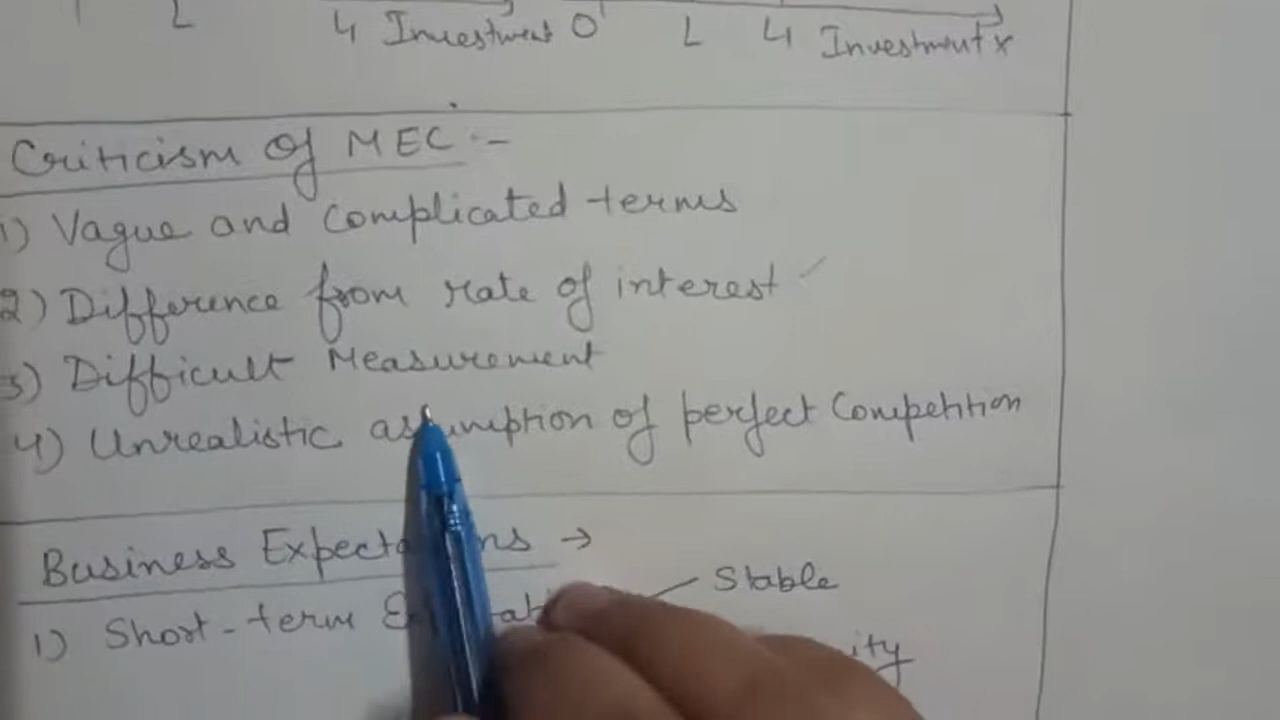 L 4 Investment O L 4 Investment x
Criticism of MEC :-
1) Vague and Complicated terms
2) Difference from rate of interest
3) Difficult Measurement
4) Unrealistic assumption of perfect Competition
Business Expectations →
1) Short-term Stable